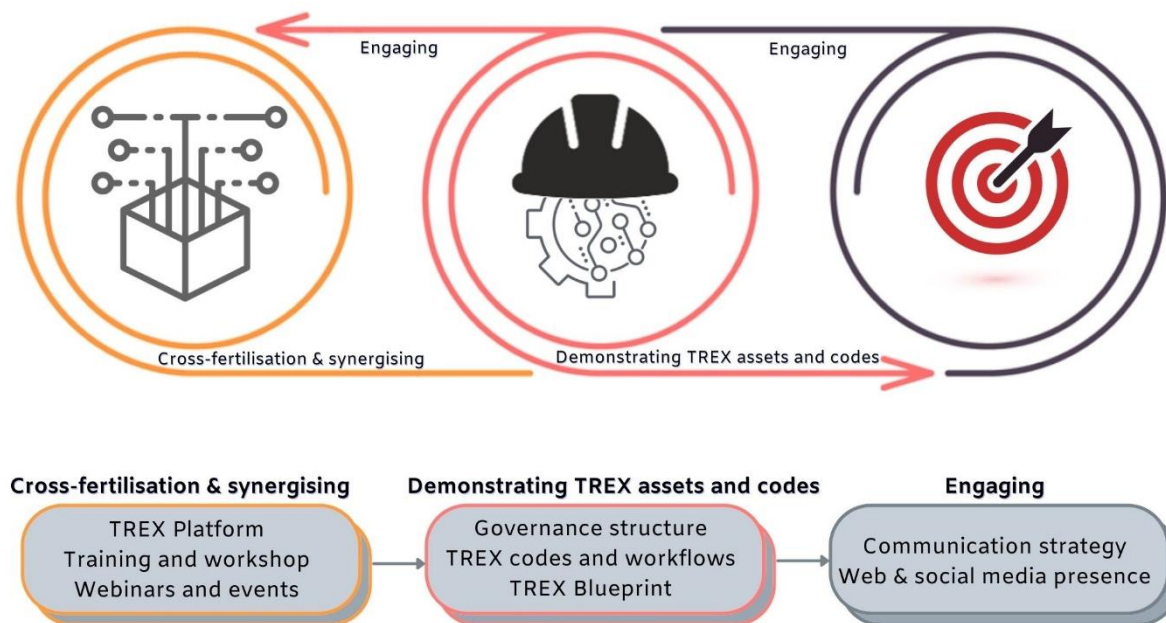 Engaging
Engaging
Cross-fertilisation & synergising
Demonstrating TREX assets and codes
Cross-fertilisation & synergising
TREX Platform
Training and workshop
Webinars and events
Demonstrating TREX assets and codes
Governance structure
TREX codes and workflows
TREX Blueprint
Engaging
Communication strategy
Web & social media presence